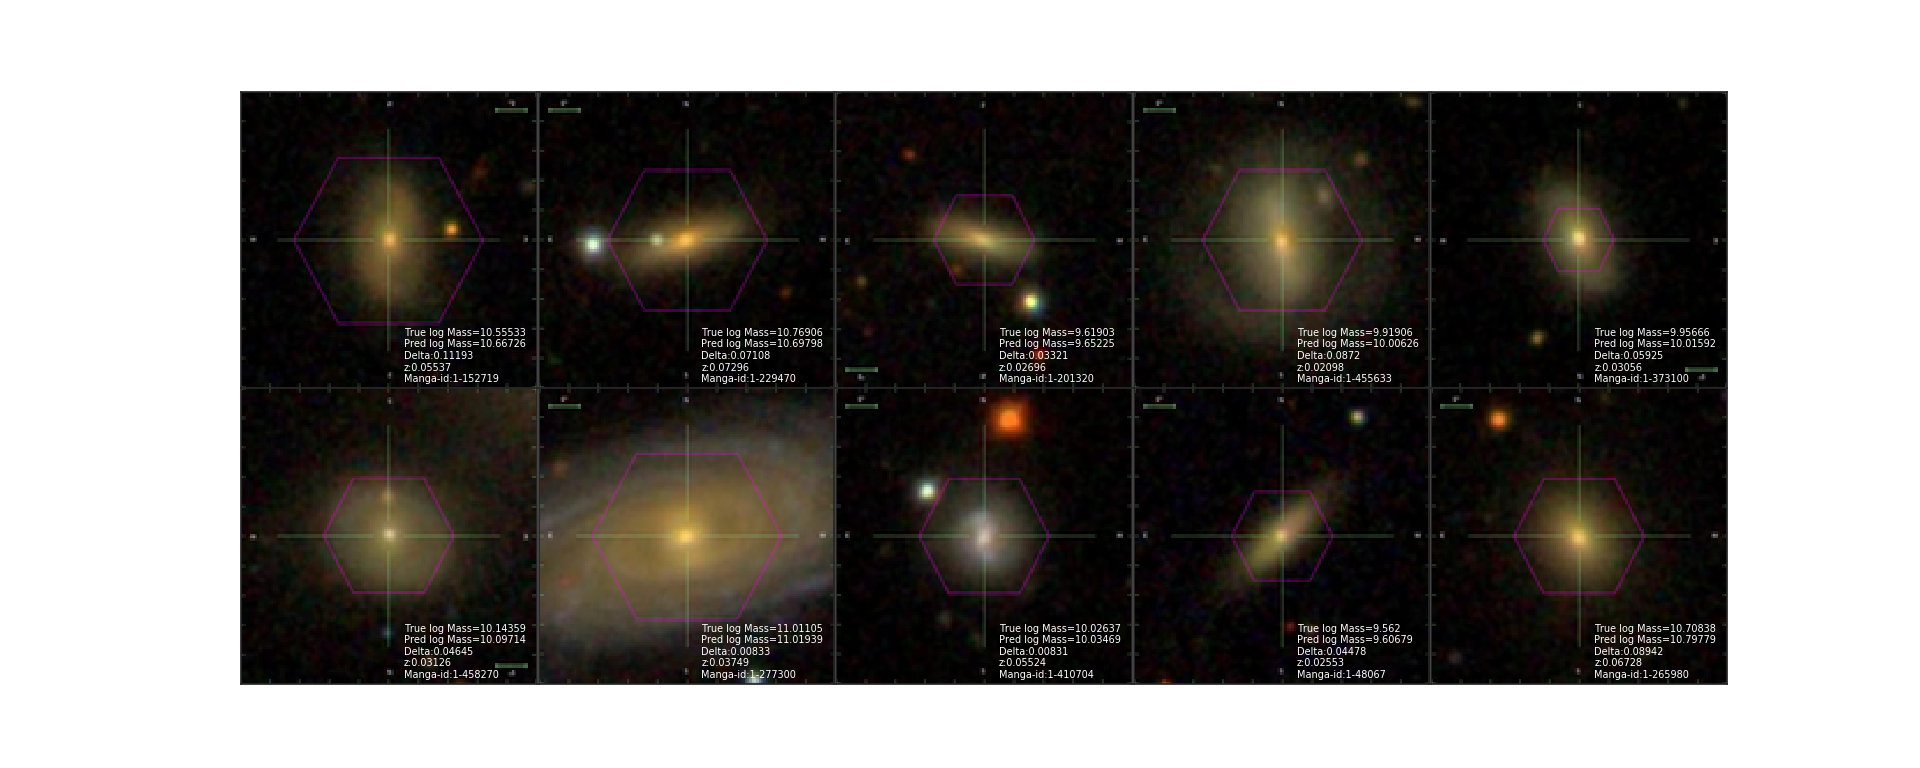 True log Mass=10.55533
Pred log Mass=10.66726
Delta:0.11193
z:0.05537
Manga-id:1-152719
True log Mass=10.76906
Pred log Mass=10.69798
Delta:0.07108
z:0.07296
Manga-id:1-229470
True log Mass=9.61903
Pred log Mass=9.65225
Delta:0.03321
z:0.02696
Manga-id:1-201320
True log Mass=9.91906
Pred log Mass=10.00626
Delta:0.0872
z:0.02098
Manga-id:1-455633
True log Mass=9.95666
Pred log Mass=10.01592
Delta:0.05925
z:0.03056
Manga-id:1-373100
True log Mass=10.14359
Pred log Mass=10.09714
Delta:0.04645
z:0.03126
Manga-id:1-458270
True log Mass=11.01105
Pred log Mass=11.01939
Delta:0.00833
z:0.03749
Manga-id:1-277300
True log Mass=10.02637
Pred log Mass=10.03469
Delta:0.00831
z:0.05524
Manga-id:1-410704
True log Mass=9.562
Pred log Mass=9.60679
Delta:0.04478
z:0.02553
Manga-id:1-48067
True log Mass=10.70838
Pred log Mass=10.79779
Delta:0.08942
z:0.06728
Manga-id:1-265980